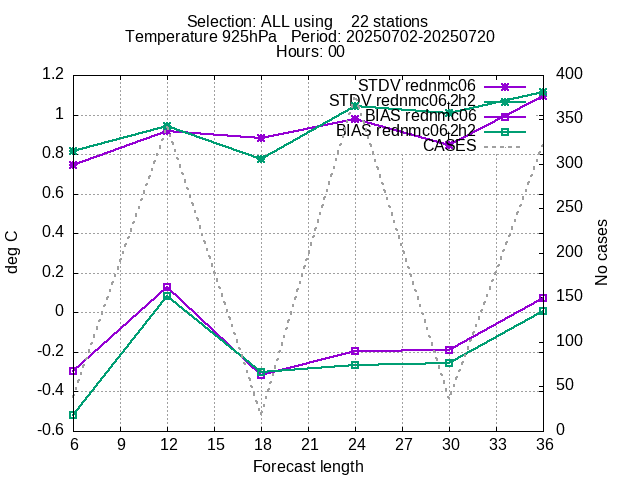 Selection: ALL using 22 stations
Temperature 925hPa Period: 20250702-20250720
Hours: 00
STDV rednmc06
STDV rednmc06,2h2
BIAS rednmc06
BIAS rednmc06,2h2
CASES
1.2
1
0.8
0.6
0.4
0.2
0
-0.2
-0.4
-0.6
deg C
400
350
300
250
200
150
100
50
0
No cases
6 9 12 15 18 21 24 27 30 33 36
Forecast length